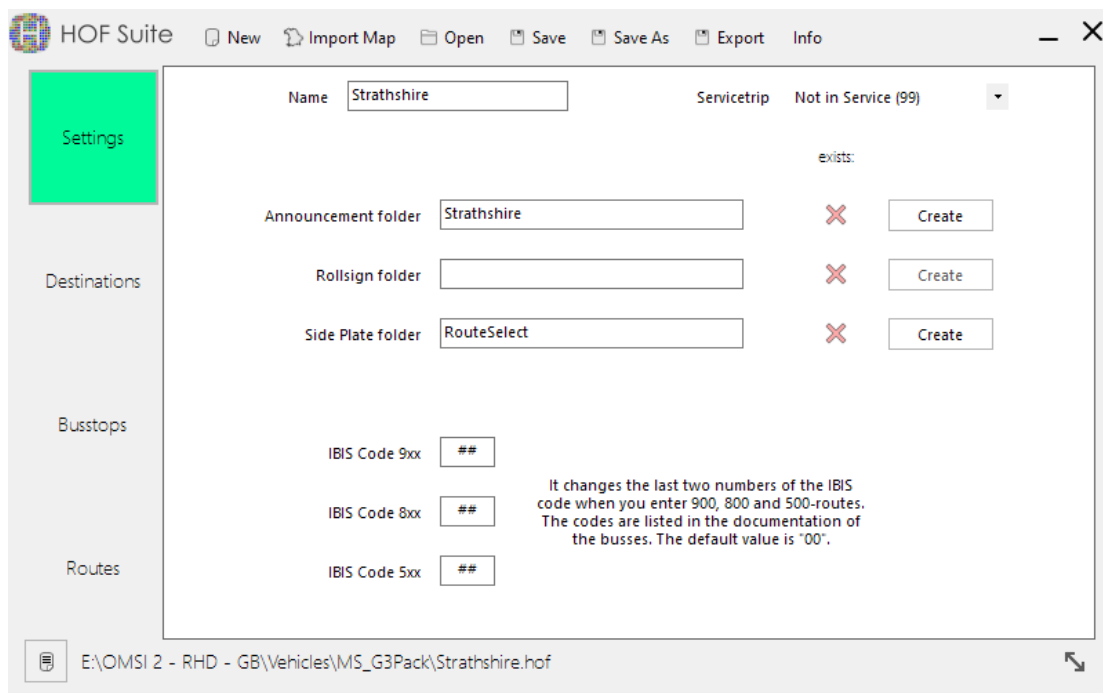 HOF Suite New Import Map Open Save Save As Export Info
Name Strathshire Servicetrip Not in Service (99)
Settings
exists:
Announcement folder Strathshire Create
Destinations
Rollsign folder Create
Side Plate folder RouteSelect Create
Busstops
IBIS Code 9xx ##
It changes the last two numbers of the IBIS
code when you enter 900, 800 and 500-routes.
IBIS Code 8xx ##
The codes are listed in the documentation of
the busses. The default value is "00".
Routes
IBIS Code 5xx ##
E:\OMSI 2 - RHD - GB\Vehicles\MS_G3Pack\Strathshire.hof